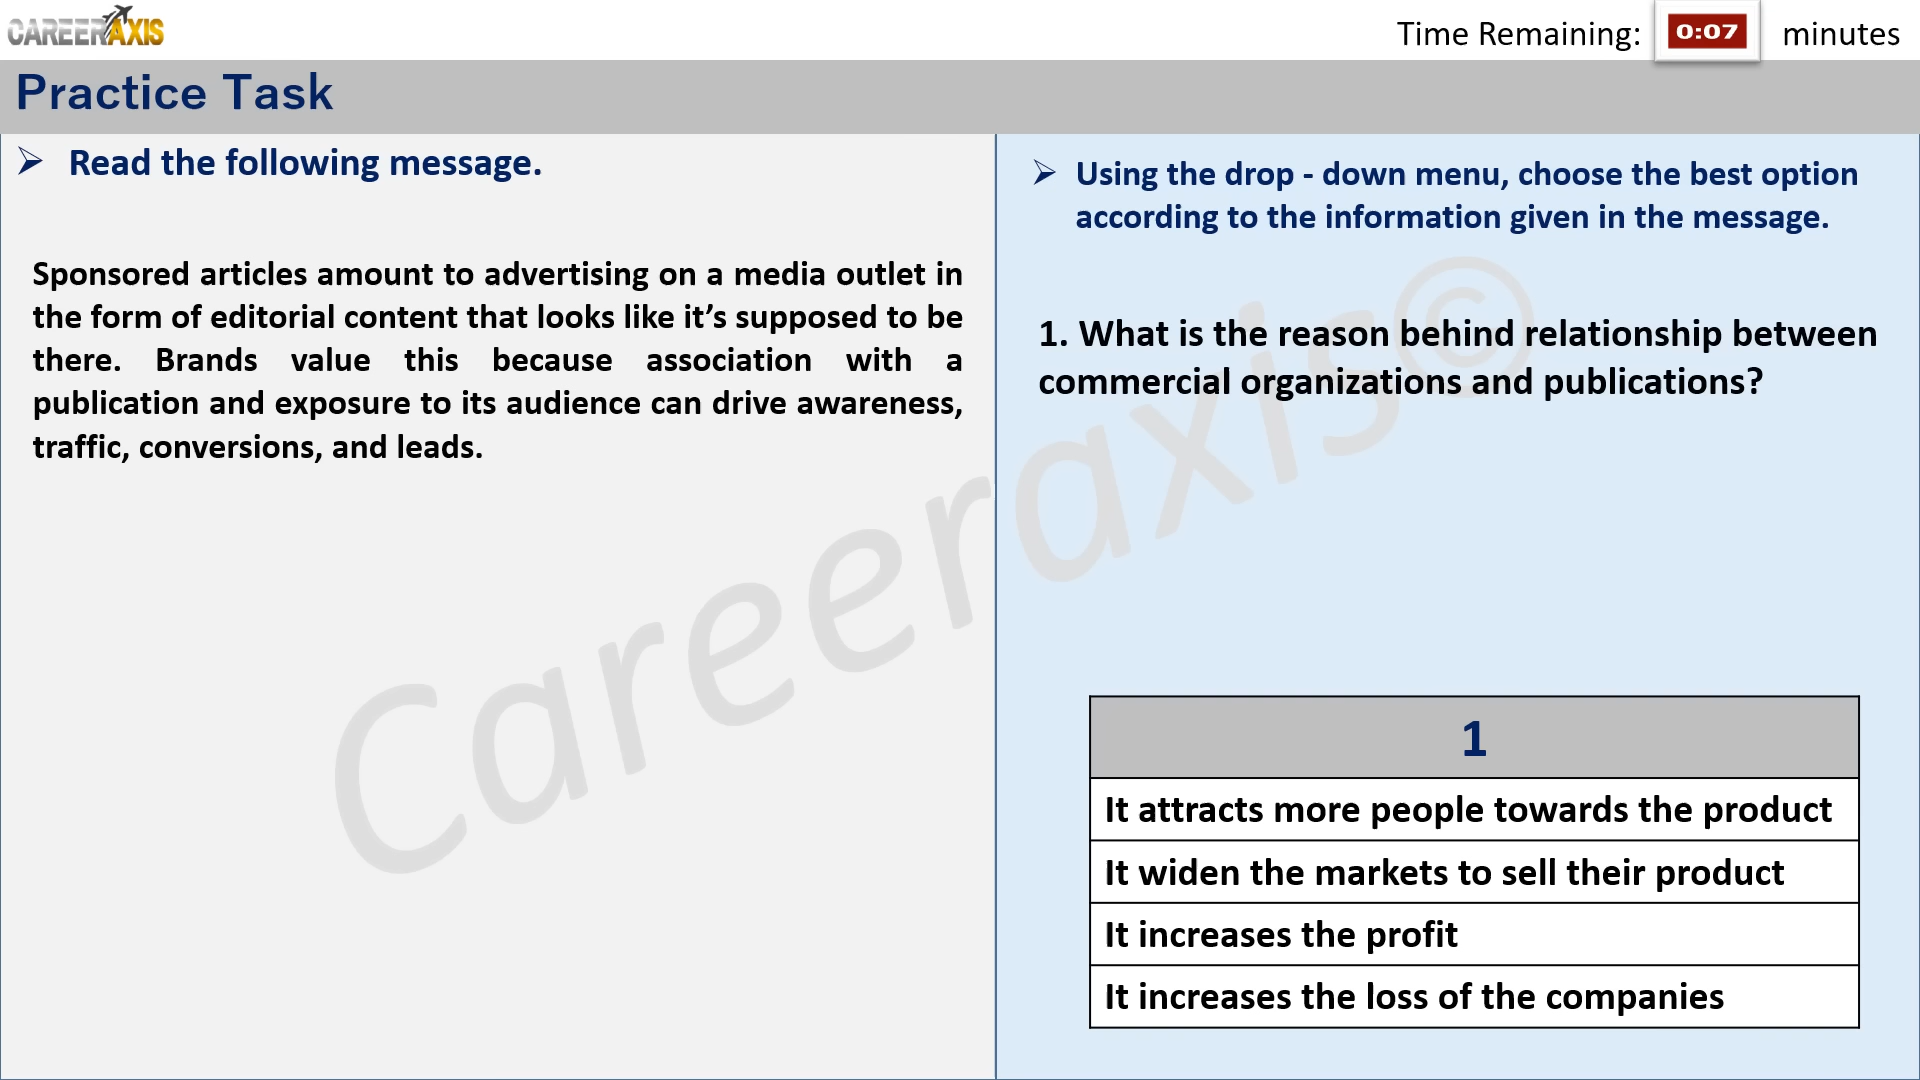 CAREERAXIS
Time Remaining: 0:07 minutes
Practice Task
Read the following message.
Sponsored articles amount to advertising on a media outlet in
the form of editorial content that looks like it’s supposed to be
there. Brands value this because association with a
publication and exposure to its audience can drive awareness,
traffic, conversions, and leads.
Using the drop - down menu, choose the best option
according to the information given in the message.
1. What is the reason behind relationship between
commercial organizations and publications?
1
It attracts more people towards the product
It widen the markets to sell their product
It increases the profit
It increases the loss of the companies
Careeraxis©